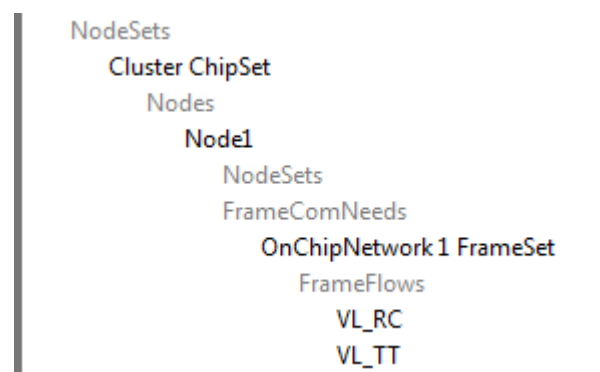 NodeSets
Cluster ChipSet
Nodes
Node1
NodeSets
FrameComNeeds
OnChipNetwork 1 FrameSet
FrameFlows
VL_RC
VL_TT